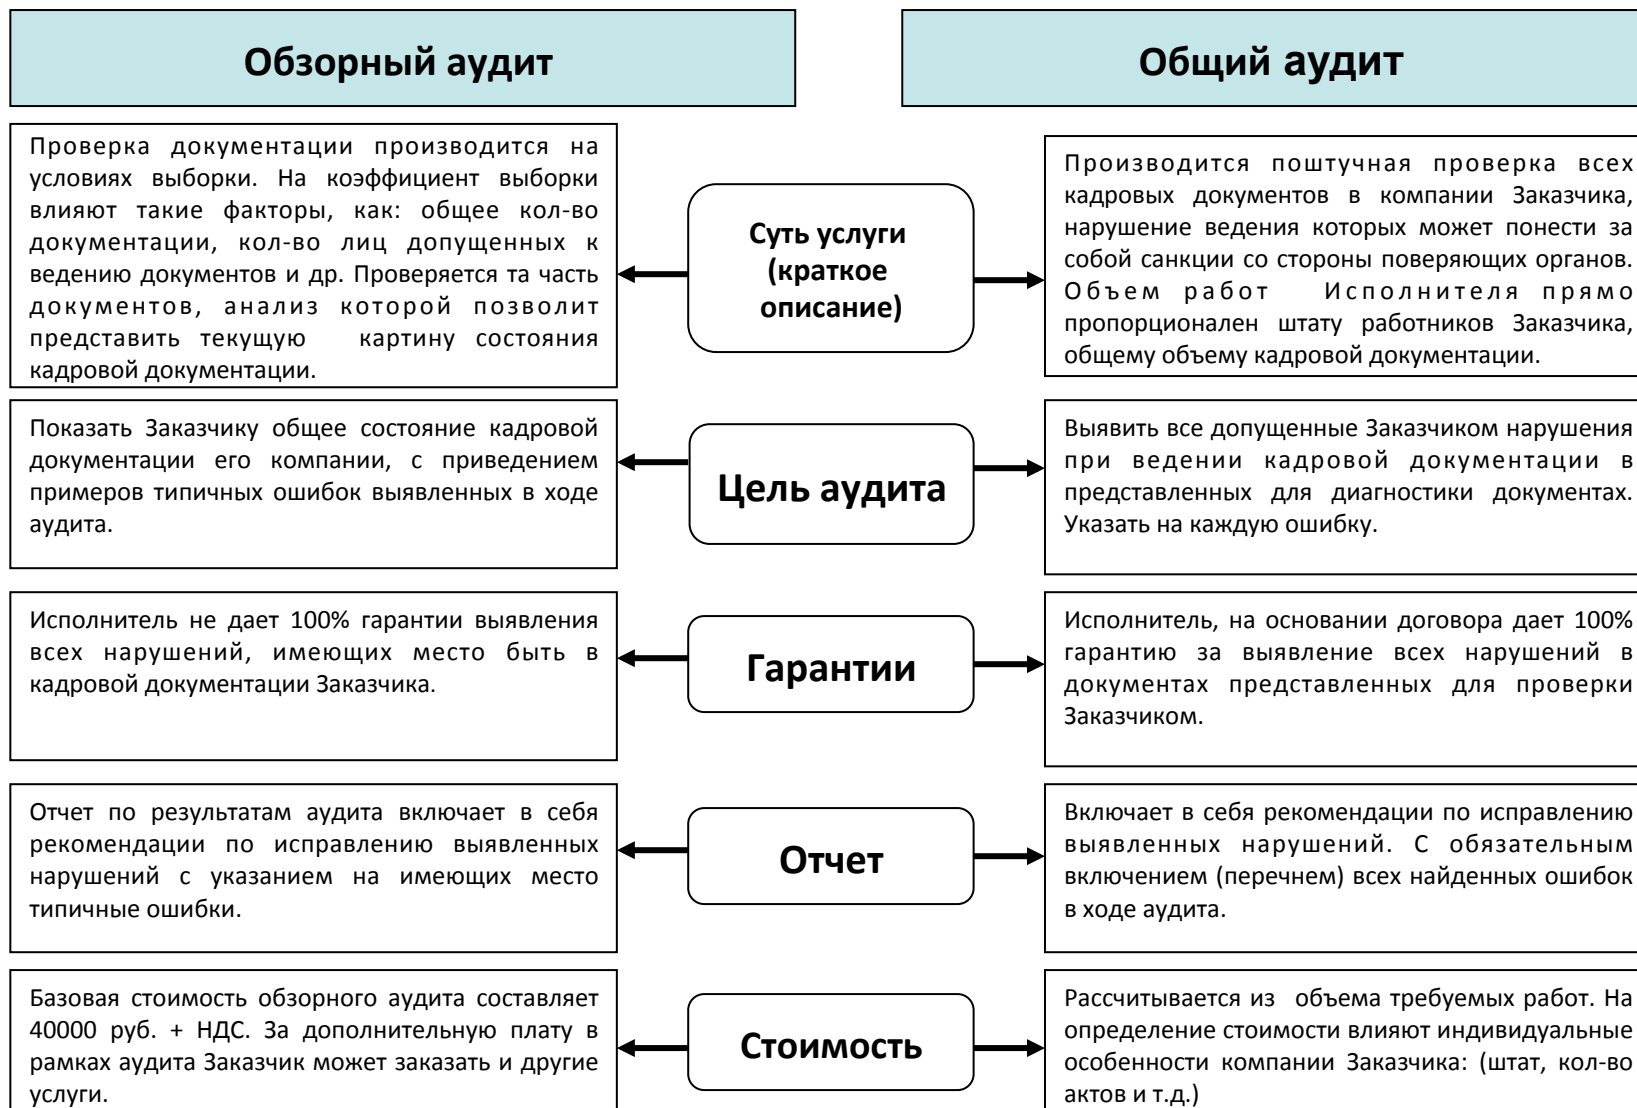 Обзорный аудит
Общий аудит
Проверка документации производится на
условиях выборки. На коэффициент выборки
влияют такие факторы, как: общее кол-во
документации, кол-во лиц допущенных к
ведению документов и др. Проверяется та часть
документов, анализ которой позволит
представить текущую картину состояния
кадровой документации.
Суть услуги
(краткое
описание)
Производится поштучная проверка всех
кадровых документов в компании Заказчика,
нарушение ведения которых может понести за
собой санкции со стороны поверяющих органов.
Объем работ Исполнителя прямо
пропорционален штату работников Заказчика,
общему объему кадровой документации.
Показать Заказчику общее состояние кадровой
документации его компании, с приведением
примеров типичных ошибок выявленных в ходе
аудита.
Цель аудита
Выявить все допущенные Заказчиком нарушения
при ведении кадровой документации в
представленных для диагностики документах.
Указать на каждую ошибку.
Исполнитель не дает 100% гарантии выявления
всех нарушений, имеющих место быть в
кадровой документации Заказчика.
Гарантии
Исполнитель, на основании договора дает 100%
гарантию за выявление всех нарушений в
документах представленных для проверки
Заказчиком.
Отчет по результатам аудита включает в себя
рекомендации по исправлению выявленных
нарушений с указанием на имеющих место
типичные ошибки.
Отчет
Включает в себя рекомендации по исправлению
выявленных нарушений. С обязательным
включением (перечнем) всех найденных ошибок
в ходе аудита.
Базовая стоимость обзорного аудита составляет
40000 руб. + НДС. За дополнительную плату в
рамках аудита Заказчик может заказать и другие
услуги.
Стоимость
Рассчитывается из объема требуемых работ. На
определение стоимости влияют индивидуальные
особенности компании Заказчика: (штат, кол-во
актов и т.д.)